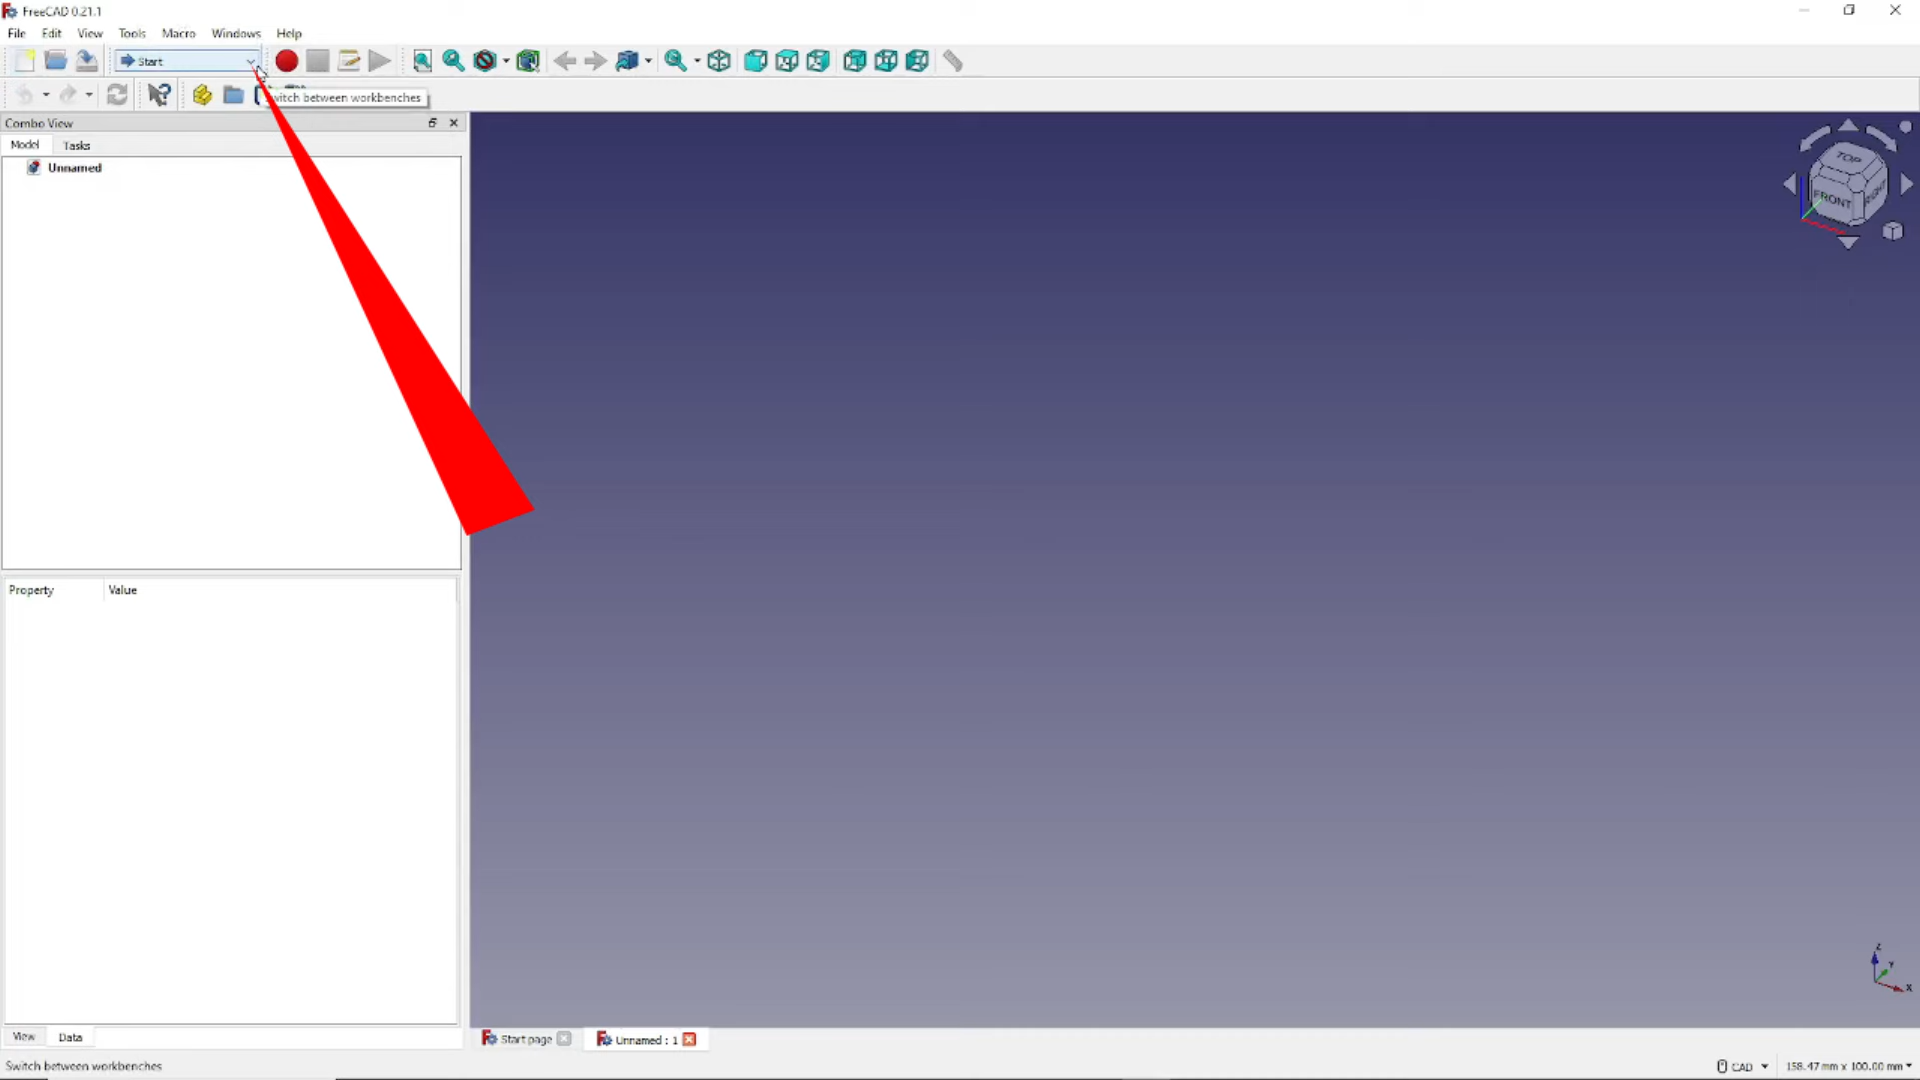 FreeCAD 0.21.1
File Edit View Tools Macro Windows Help
Start
witch between workbenches
Combo View
Model Tasks
Unnamed
TOP
FRONT
RIGHT
Property Value
Z
Y
X
View Data
Start page Unnamed : 1
Switch between workbenches
CAD 158.47 mm x 100.00 mm